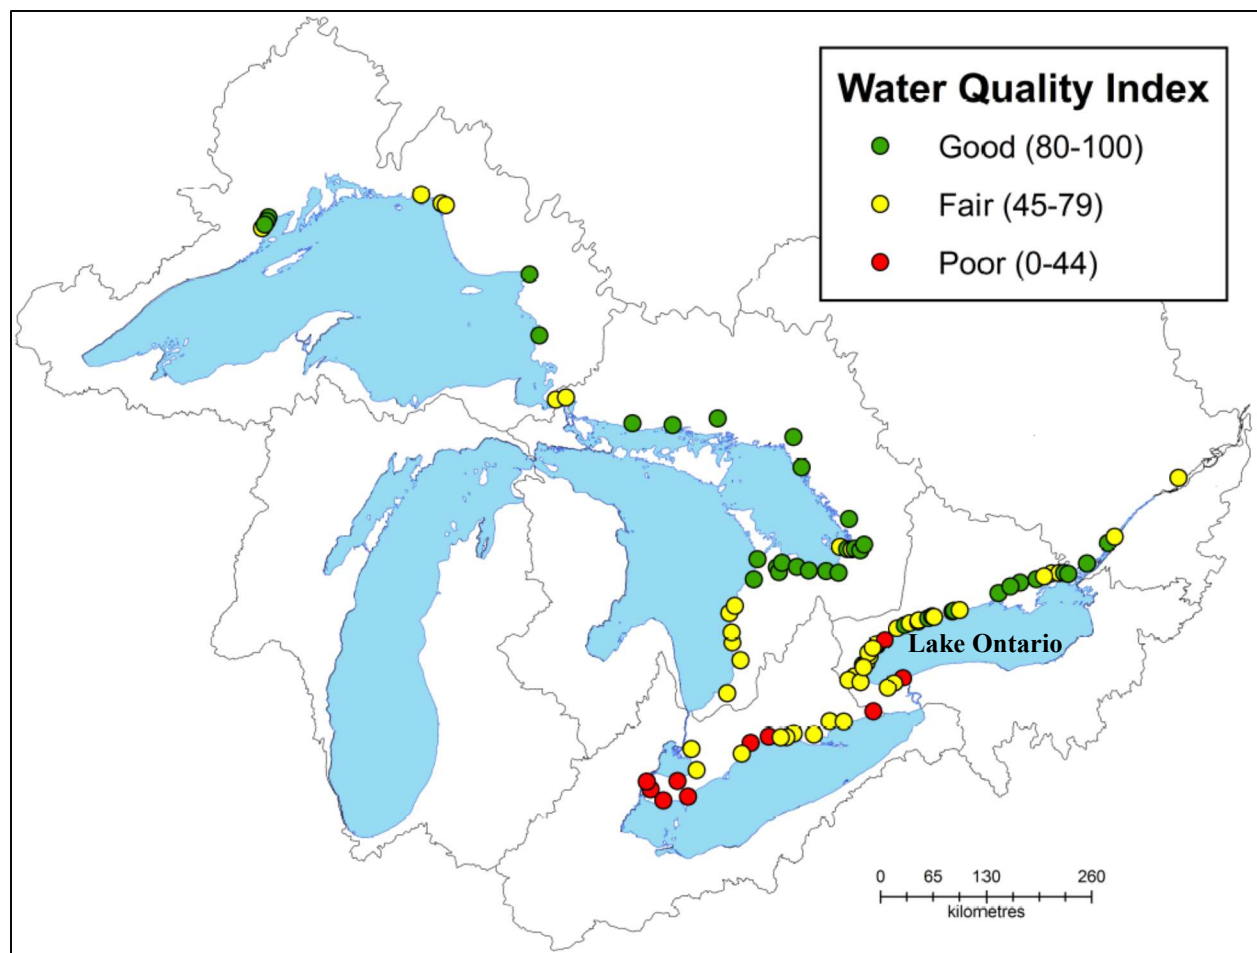 Water Quality Index
Good (80-100)
Fair (45-79)
Poor (0-44)
Lake Ontario
0 65 130 260
kilometres